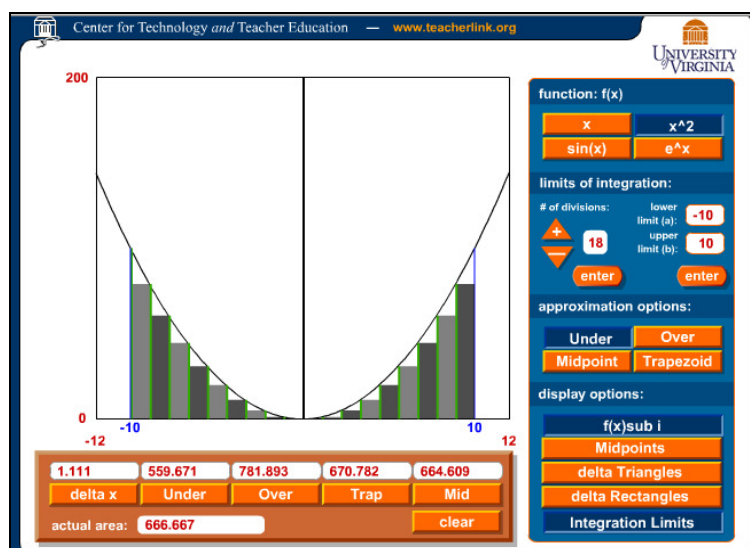 Center for Technology and Teacher Education — www.teacherlink.org
UNIVERSITY
of VIRGINIA
200
0
-10
10
-12
12
function: f(x)
x
x^2
sin(x)
e^x
limits of integration:
# of divisions:
lower
limit (a):
-10
18
upper
limit (b):
10
enter
enter
approximation options:
Under
Over
Midpoint
Trapezoid
display options:
f(x)sub i
Midpoints
delta Triangles
delta Rectangles
Integration Limits
1.111
559.671
781.893
670.782
664.609
delta x
Under
Over
Trap
Mid
actual area: 666.667
clear